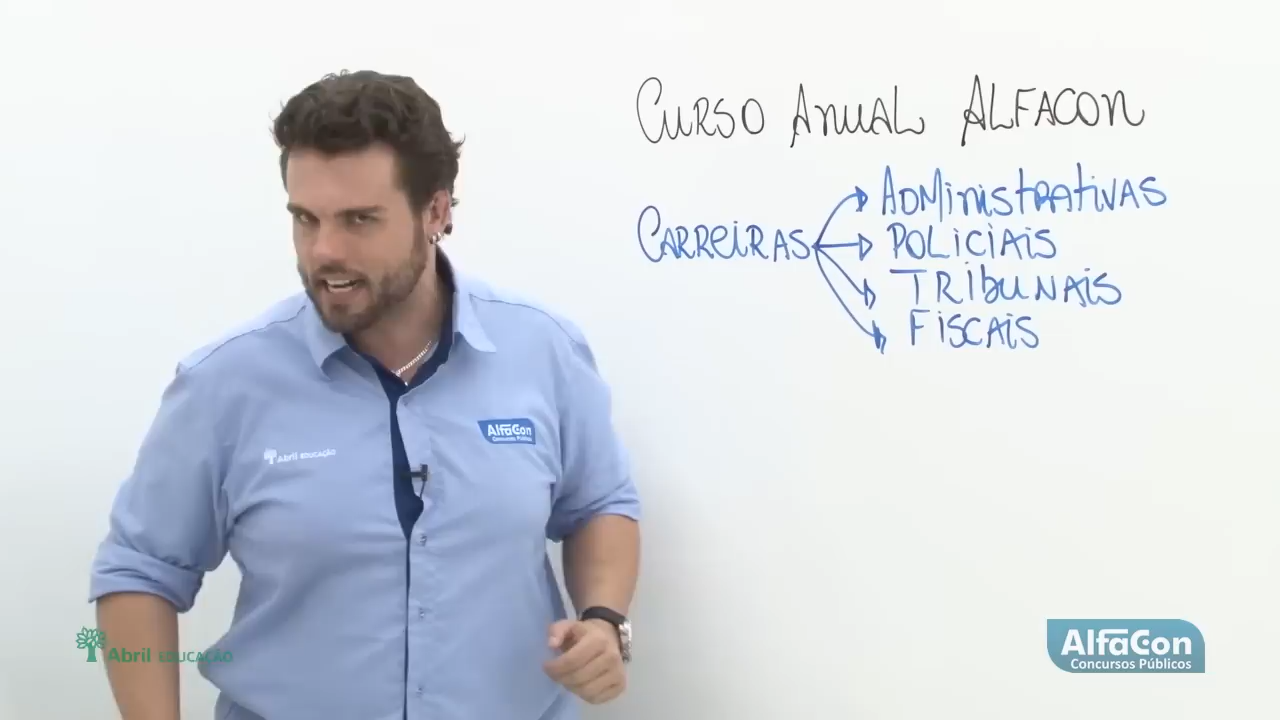 CURSO ANUAL ALFACON
CARREIRAS
ADMINISTRATIVAS
POLICIAIS
TRIBUNAIS
FISCAIS
AlfaCon
Concursos Públicos
Abril EDUCAÇÃO
Abril EDUCAÇÃO
AlfaCon
Concursos Públicos